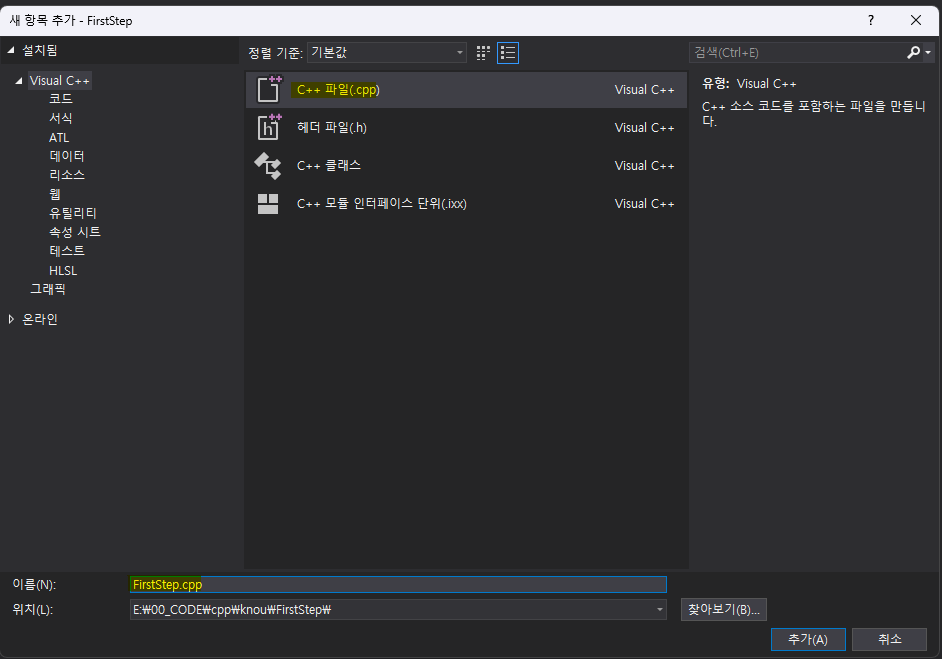 새 항목 추가 - FirstStep
?
설치됨
정렬 기준: 기본값
검색(Ctrl+E)
Visual C++
코드
서식
ATL
데이터
리소스
웹
유틸리티
속성 시트
테스트
HLSL
그래픽
온라인
C++ 파일(.cpp) Visual C++
헤더 파일(.h) Visual C++
C++ 클래스 Visual C++
C++ 모듈 인터페이스 단위(.ixx) Visual C++
유형: Visual C++
C++ 소스 코드를 포함하는 파일을 만듭니
다.
이름(N): FirstStep.cpp
위치(L): E:₩00_CODE₩cpp₩knou₩FirstStep₩
찾아보기(B)...
추가(A) 취소